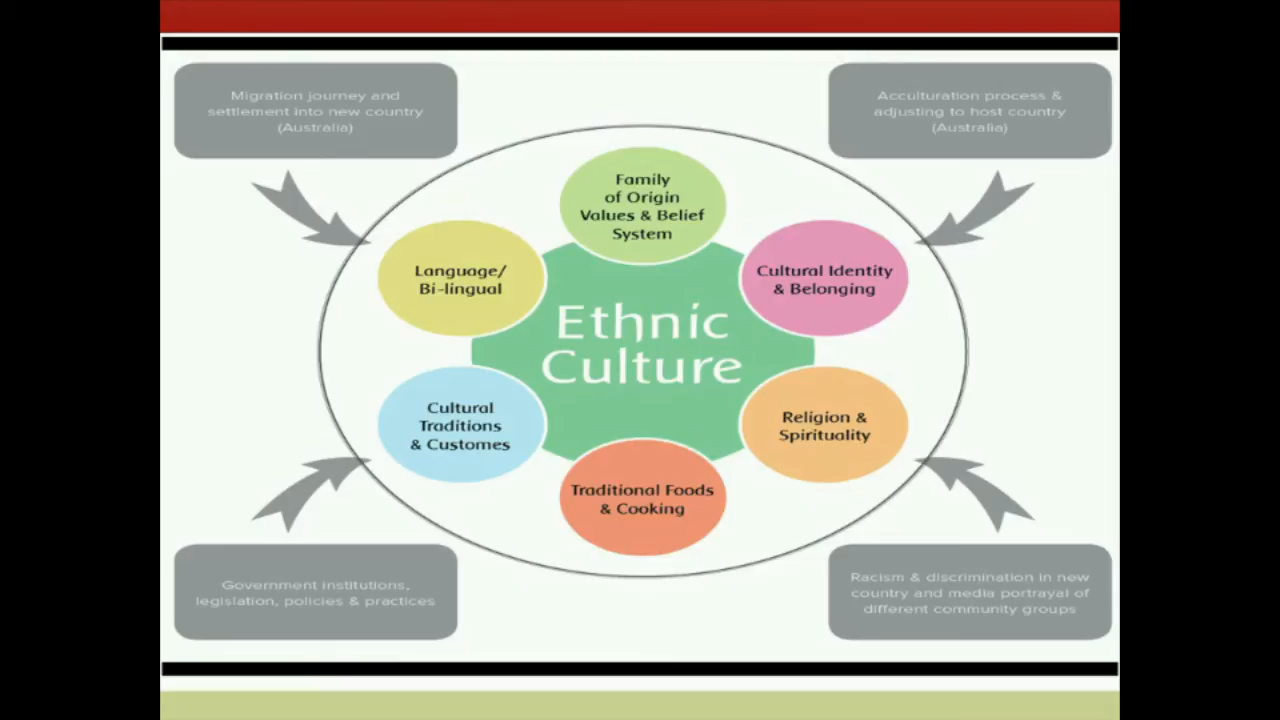 Migration journey and
settlement into new country
(Australia)
Acculturation process &
adjusting to host country
(Australia)
Family
of Origin
Values & Belief
System
Language/
Bi-lingual
Cultural Identity
& Belonging
Ethnic
Culture
Cultural
Traditions
& Customes
Religion &
Spirituality
Traditional Foods
& Cooking
Government institutions,
legislation, policies & practices
Racism & discrimination in new
country and media portrayal of
different community groups